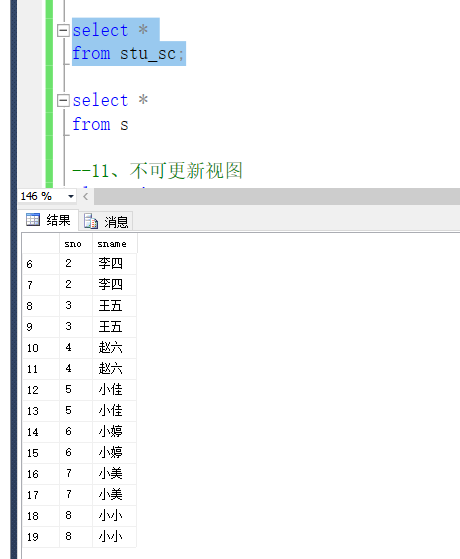 select *
from stu_sc;
select *
from s
--11、不可更新视图
146 %
结果 消息
sno sname
6 2 李四
7 2 李四
8 3 王五
9 3 王五
10 4 赵六
11 4 赵六
12 5 小佳
13 5 小佳
14 6 小婷
15 6 小婷
16 7 小美
17 7 小美
18 8 小小
19 8 小小